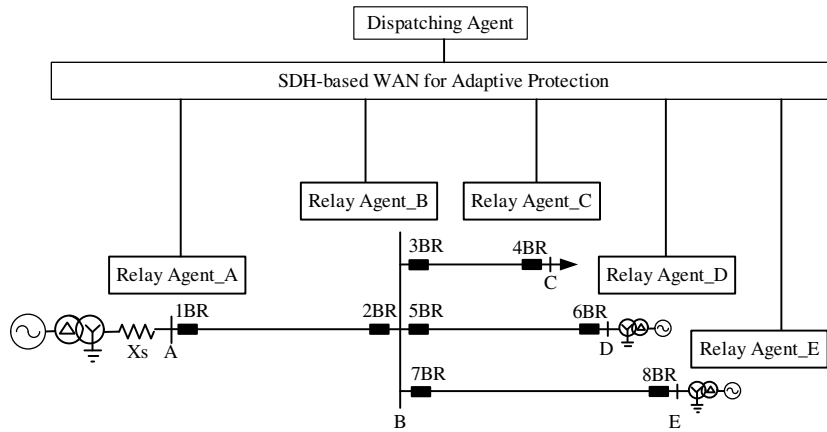 Dispatching Agent
SDH-based WAN for Adaptive Protection
Relay Agent_B
Relay Agent_C
3BR
4BR
C
Relay Agent_A
Relay Agent_D
1BR
2BR
5BR
6BR
Xs
A
D
Relay Agent_E
7BR
8BR
B
E